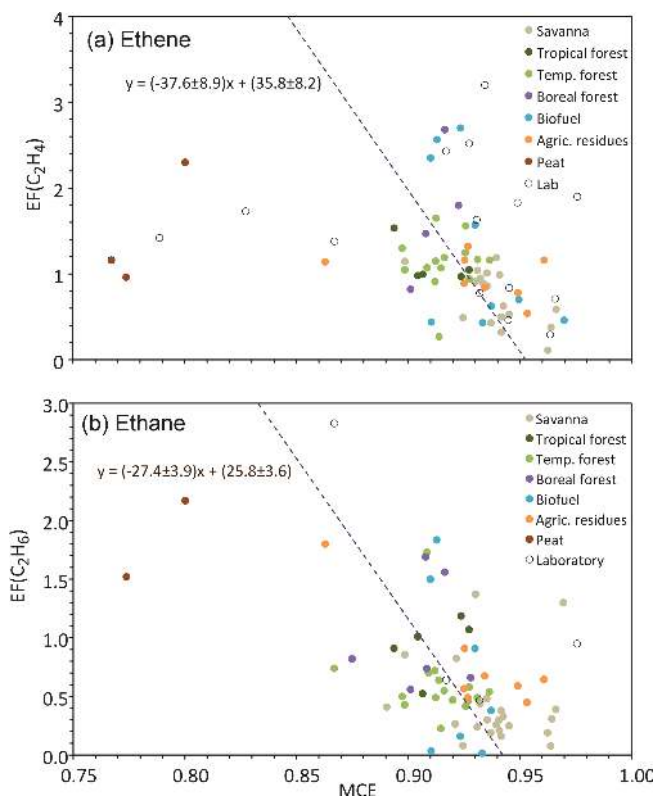 (a) Ethene
y = (-37.6±8.9)x + (35.8±8.2)
Savanna
Tropical forest
Temp. forest
Boreal forest
Biofuel
Agric. residues
Peat
Lab
EF(C₂H₄)
4
3
2
1
0
(b) Ethane
y = (-27.4±3.9)x + (25.8±3.6)
Savanna
Tropical forest
Temp. forest
Boreal forest
Biofuel
Agric. residues
Peat
Laboratory
EF(C₂H₆)
3.0
2.5
2.0
1.5
1.0
0.5
0.0
0.75 0.80 0.85 0.90 0.95 1.00
MCE